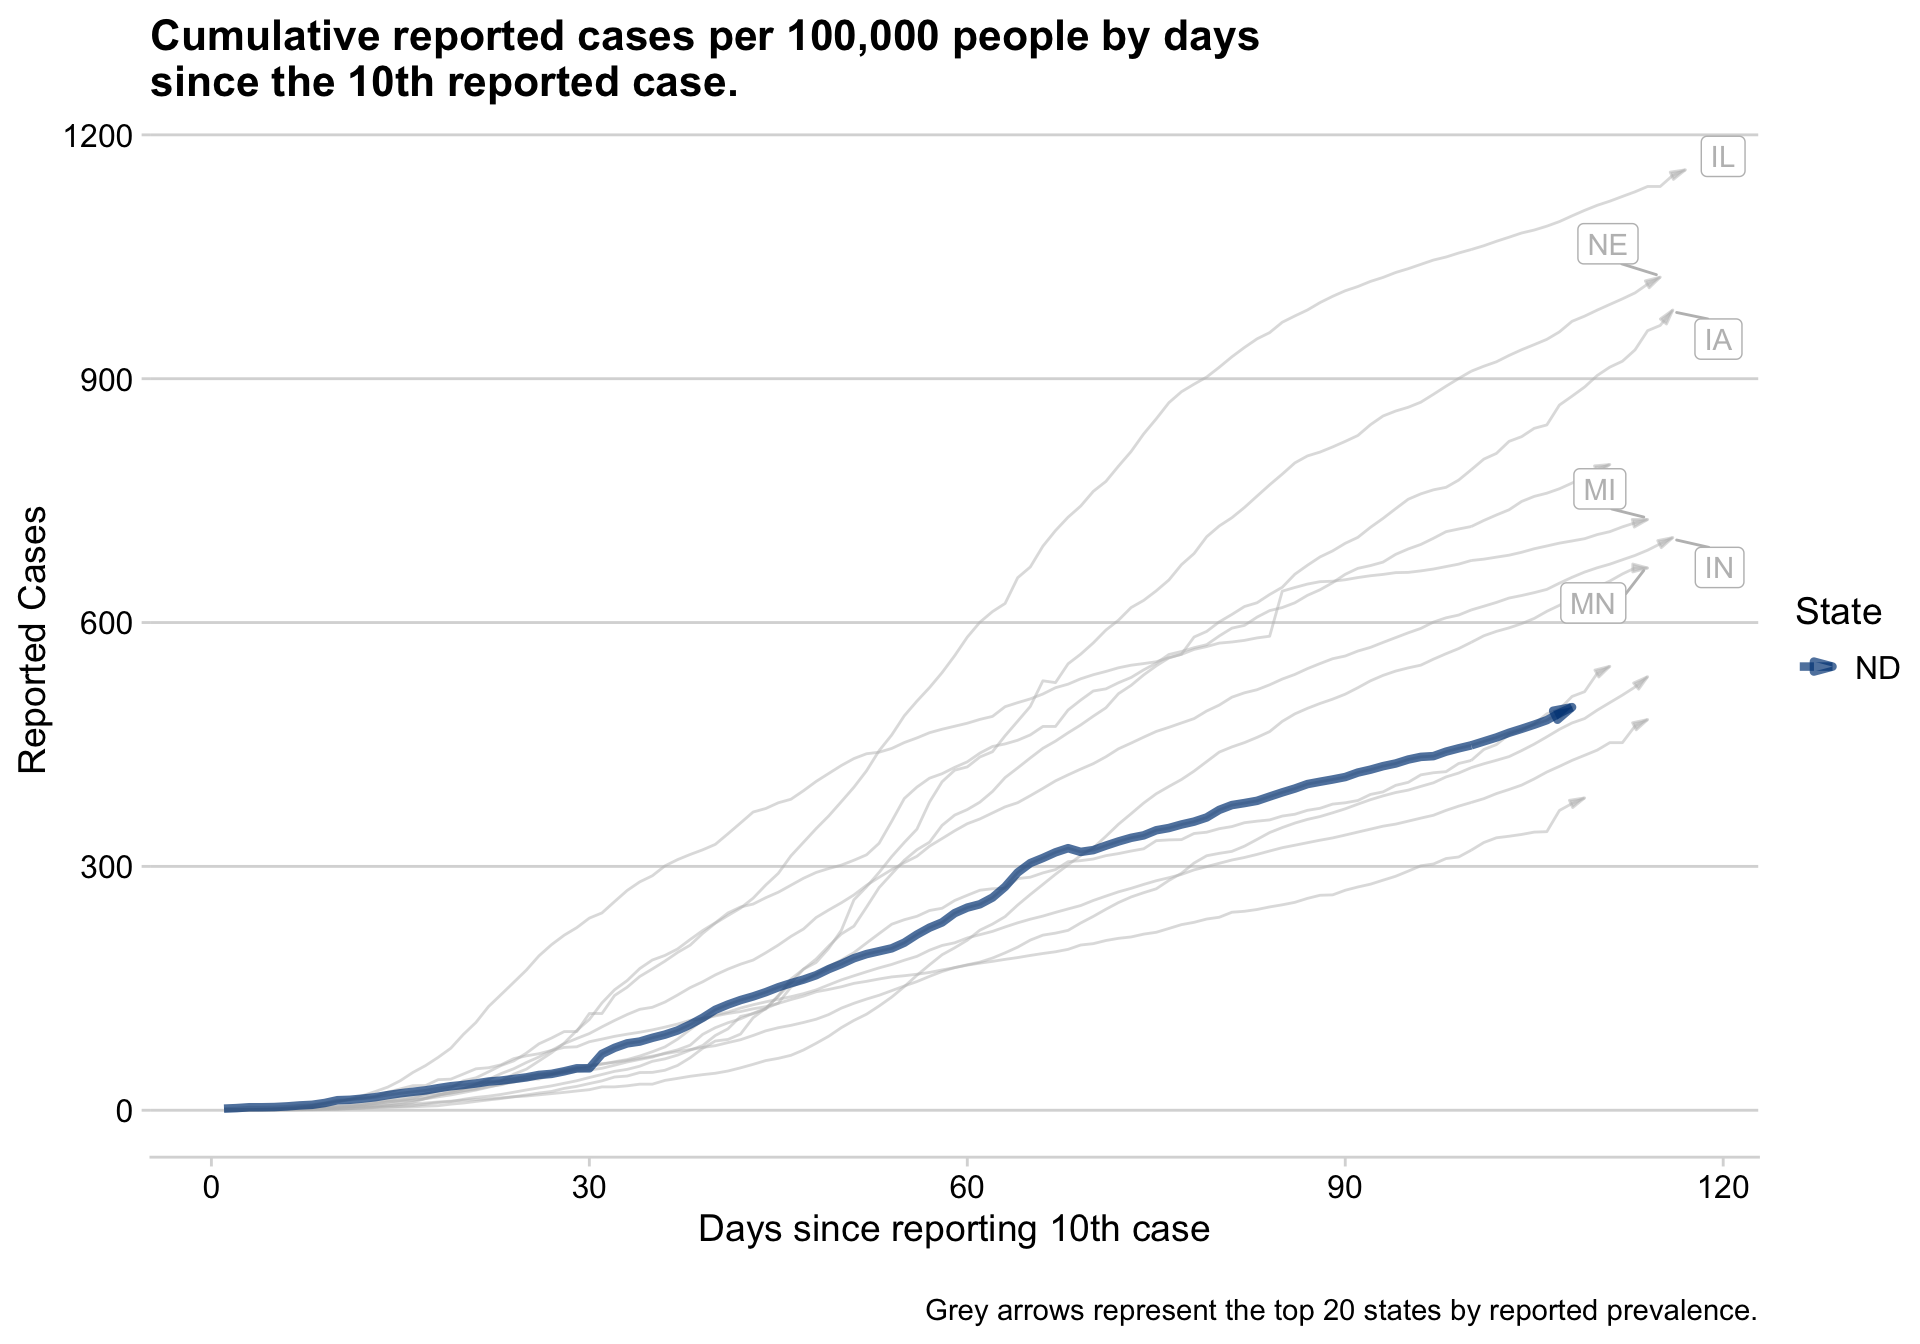 Cumulative reported cases per 100,000 people by days
since the 10th reported case.
1200
900
600
300
0
Reported Cases
IL
NE
IA
MI
IN
MN
State
ND
0 30 60 90 120
Days since reporting 10th case
Grey arrows represent the top 20 states by reported prevalence.